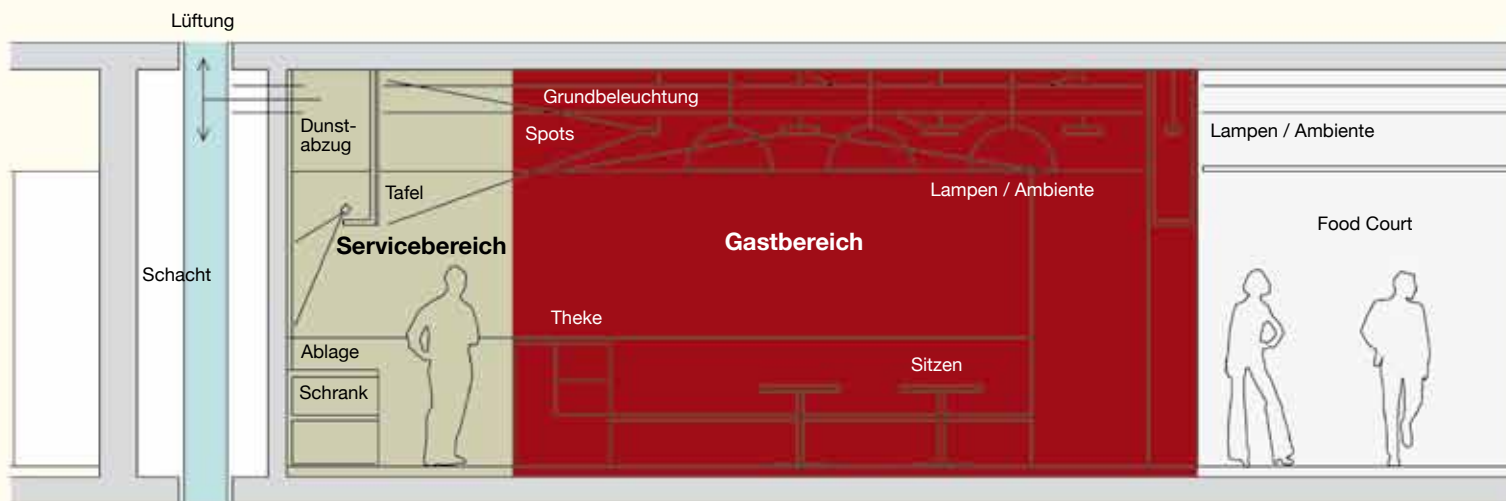 Lüftung
Grundbeleuchtung
Dunst-
abzug
Spots
Lampen / Ambiente
Tafel
Lampen / Ambiente
Servicebereich
Gastbereich
Food Court
Schacht
Theke
Ablage
Sitzen
Schrank